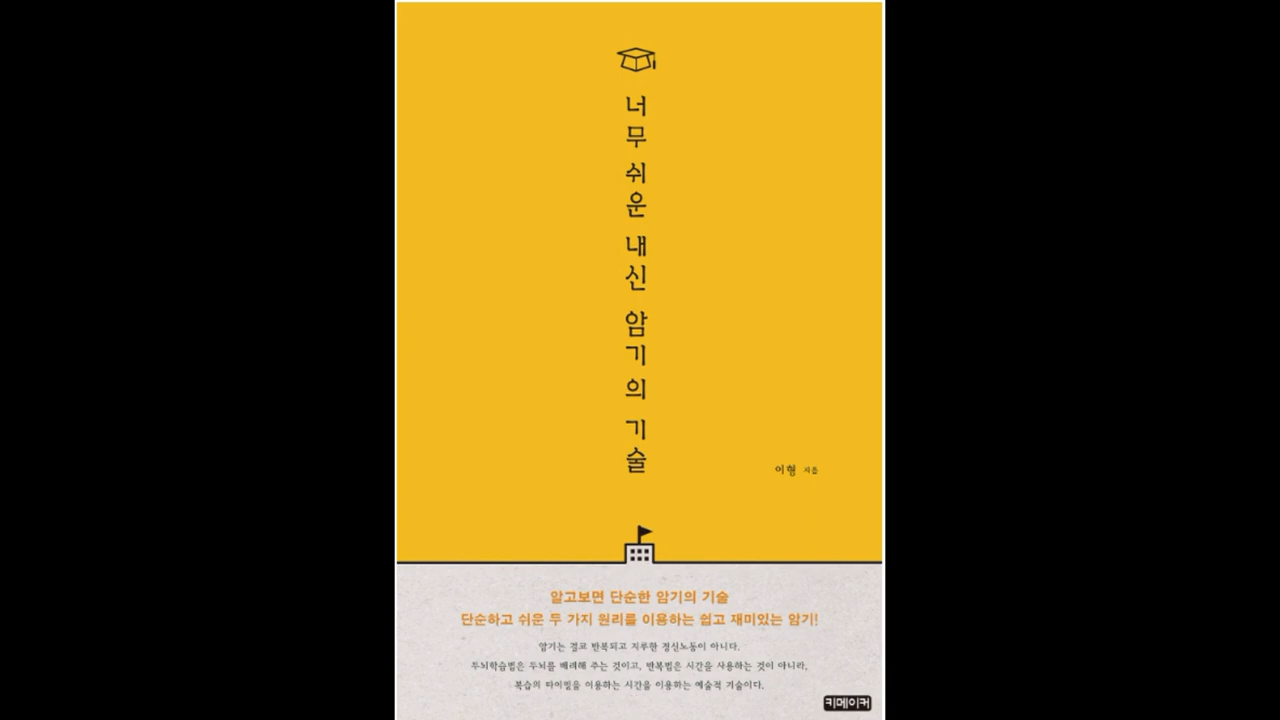 너무 쉬운 내신 암기의 기술
이형 지음
알고보면 단순한 암기의 기술
단순하고 쉬운 두 가지 원리를 이용하는 쉽고 재미있는 암기!
암기는 결코 반복되고 지루한 정신노동이 아니다.
두뇌학습법은 두뇌를 배려해 주는 것이고, 반복법은 시간을 사용하는 것이 아니라,
복습의 타이밍을 이용하는 시간을 이용하는 예술적 기술이다.
키메이커